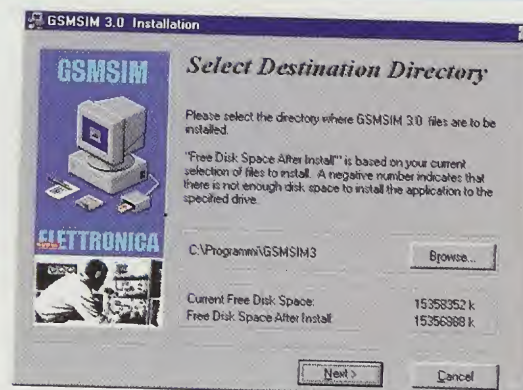 GSMSIM 3.0 Installation
GSMSIM
ELETTRONICA
Select Destination Directory
Please select the directory where GSMSIM 3.0 files are to be
installed.
"Free Disk Space After Install" is based on your current
selection of files to install. A negative number indicates that
there is not enough disk space to install the application to the
specified drive.
C:\Programmi\GSMSIM3
Browse...
Current Free Disk Space:
15358352 k
Free Disk Space After Install:
15356888 k
Next >
Cancel